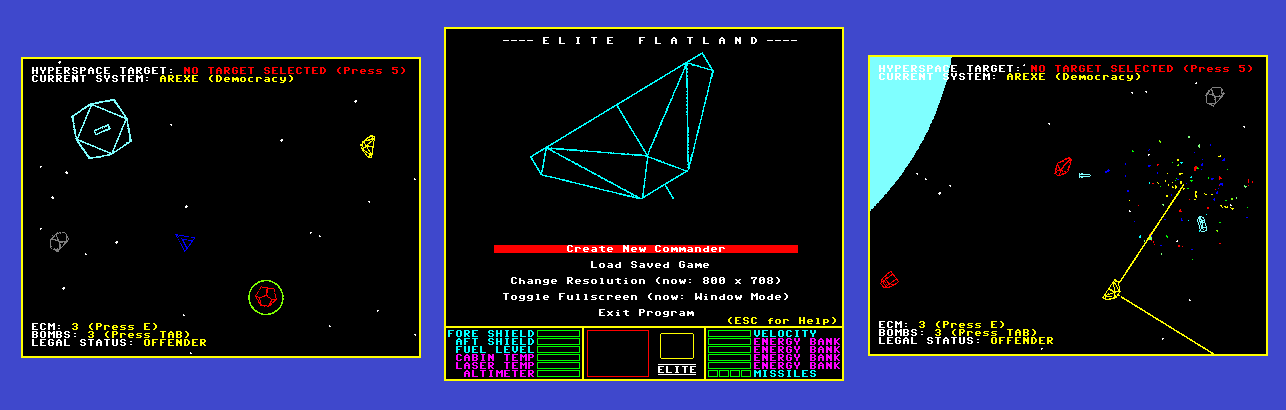 HYPERSPACE TARGET: NO TARGET SELECTED (Press 5)
CURRENT SYSTEM: AREXE (Democracy)
ECM: 3 (Press E)
BOMBS: 3 (Press TAB)
LEGAL STATUS: OFFENDER
---- ELITE FLATLAND ----
Create New Commander
Load Saved Game
Change Resolution (now: 800 x 708)
Toggle Fullscreen (now: Window Mode)
Exit Program
(ESC for Help)
FORE SHIELD
AFT SHIELD
FUEL LEVEL
CABIN TEMP
LASER TEMP
ALTIMETER
ELITE
VELOCITY
ENERGY BANK
ENERGY BANK
ENERGY BANK
ENERGY BANK
MISSILES
HYPERSPACE TARGET: NO TARGET SELECTED (Press 5)
CURRENT SYSTEM: AREXE (Democracy)
ECM: 3 (Press E)
BOMBS: 3 (Press TAB)
LEGAL STATUS: OFFENDER